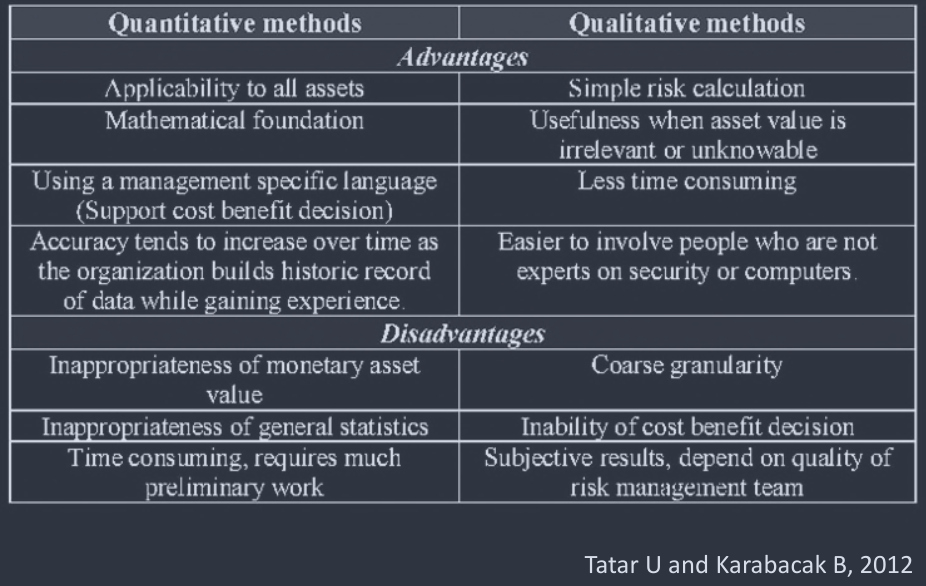 Quantitative methods Qualitative methods
Advantages
Applicability to all assets Simple risk calculation
Mathematical foundation Usefulness when asset value is
irrelevant or unknowable
Using a management specific language Less time consuming
(Support cost benefit decision)
Accuracy tends to increase over time as Easier to involve people who are not
the organization builds historic record experts on security or computers.
of data while gaining experience.
Disadvantages
Inappropriateness of monetary asset Coarse granularity
value
Inappropriateness of general statistics Inability of cost benefit decision
Time consuming, requires much Subjective results, depend on quality of
preliminary work risk management team
Tatar U and Karabacak B, 2012